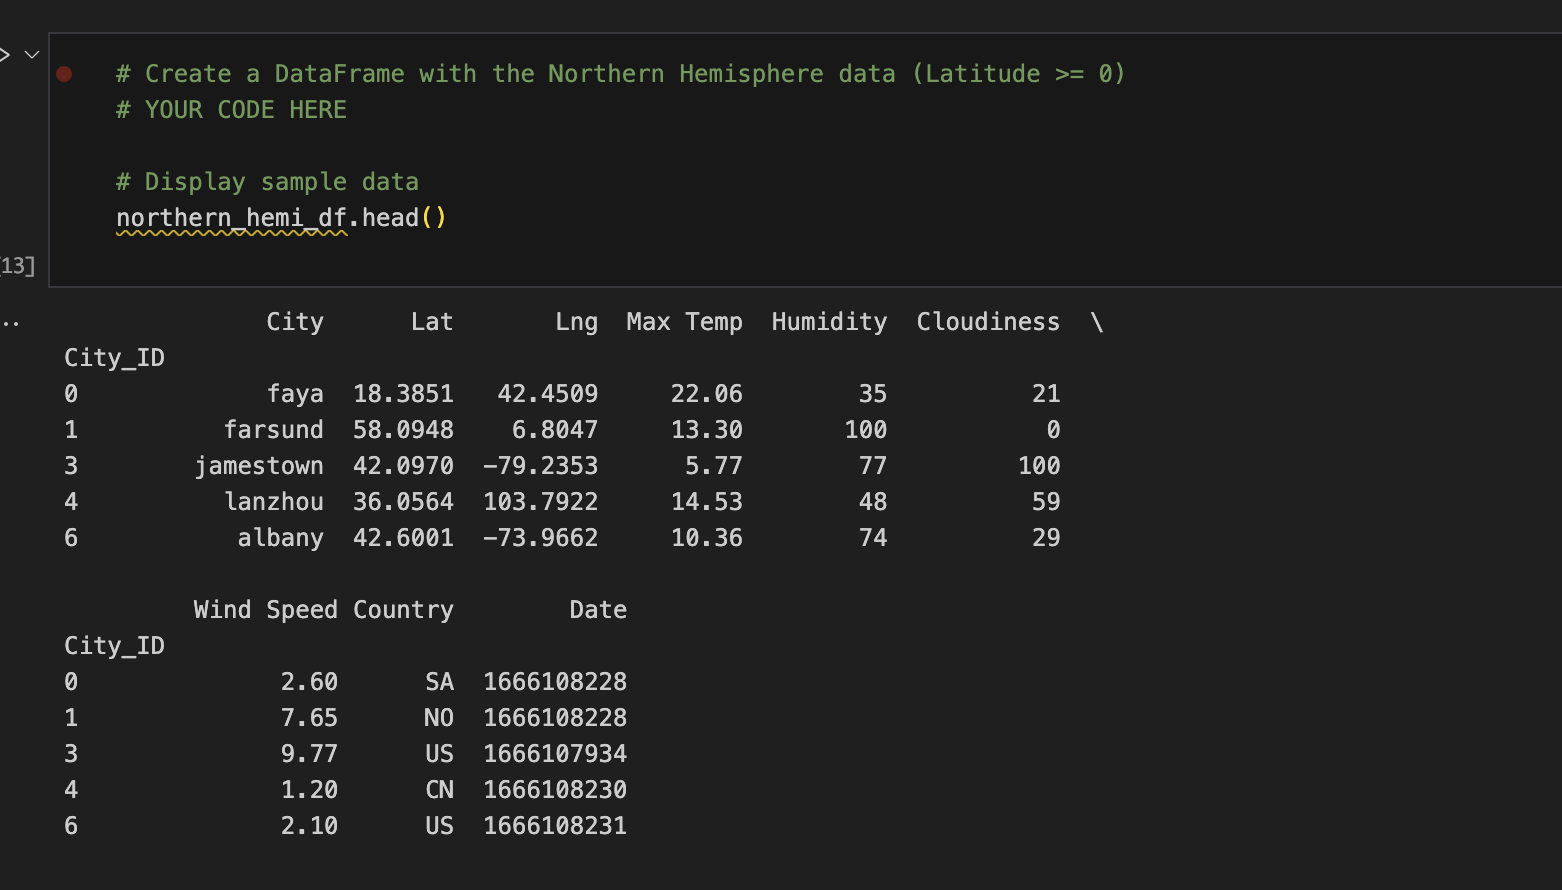 # Create a DataFrame with the Northern Hemisphere data (Latitude >= 0)
# YOUR CODE HERE
# Display sample data
northern_hemi_df.head()
[13]
City Lat Lng Max Temp Humidity Cloudiness \
City_ID
0 faya 18.3851 42.4509 22.06 35 21
1 farsund 58.0948 6.8047 13.30 100 0
3 jamestown 42.0970 -79.2353 5.77 77 100
4 lanzhou 36.0564 103.7922 14.53 48 59
6 albany 42.6001 -73.9662 10.36 74 29
Wind Speed Country Date
City_ID
0 2.60 SA 1666108228
1 7.65 NO 1666108228
3 9.77 US 1666107934
4 1.20 CN 1666108230
6 2.10 US 1666108231